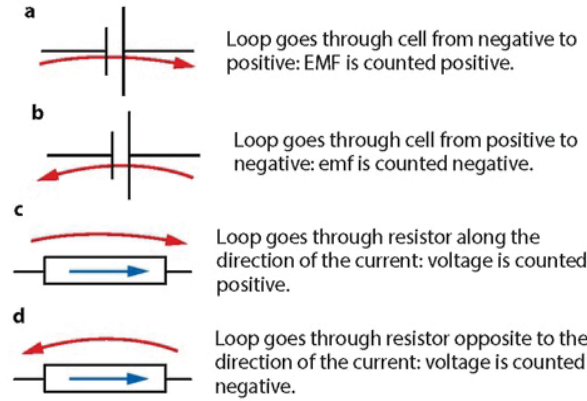 a
Loop goes through cell from negative to
positive: EMF is counted positive.
b
Loop goes through cell from positive to
negative: emf is counted negative.
c
Loop goes through resistor along the
direction of the current: voltage is counted
positive.
d
Loop goes through resistor opposite to the
direction of the current: voltage is counted
negative.